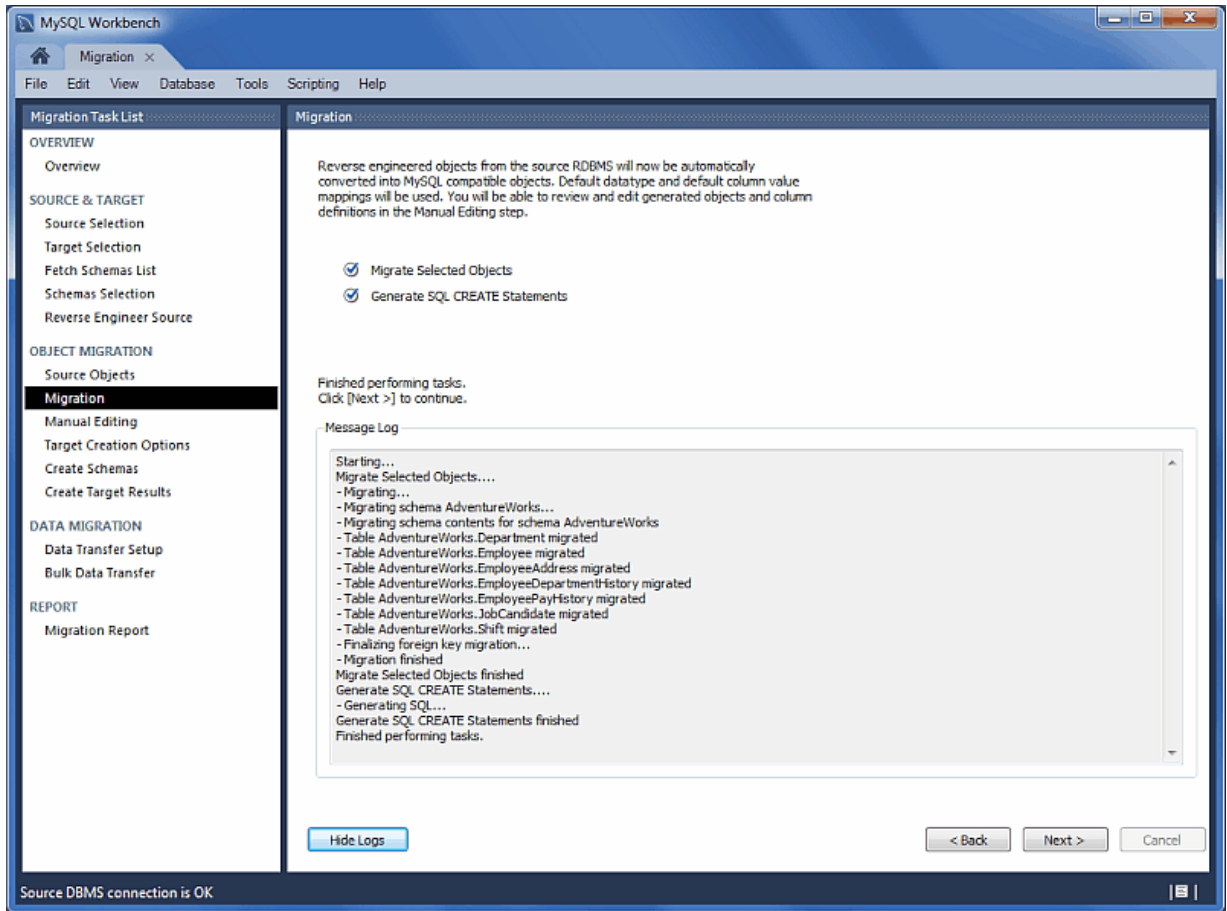 MySQL Workbench
Migration
File Edit View Database Tools Scripting Help
Migration Task List
OVERVIEW
Overview
SOURCE & TARGET
Source Selection
Target Selection
Fetch Schemas List
Schemas Selection
Reverse Engineer Source
OBJECT MIGRATION
Source Objects
Migration
Manual Editing
Target Creation Options
Create Schemas
Create Target Results
DATA MIGRATION
Data Transfer Setup
Bulk Data Transfer
REPORT
Migration Report
Migration
Reverse engineered objects from the source RDBMS will now be automatically
converted into MySQL compatible objects. Default datatype and default column value
mappings will be used. You will be able to review and edit generated objects and column
definitions in the Manual Editing step.
Migrate Selected Objects
Generate SQL CREATE Statements
Finished performing tasks.
Click [Next >] to continue.
Message Log
Starting...
Migrate Selected Objects....
- Migrating...
- Migrating schema AdventureWorks...
- Migrating schema contents for schema AdventureWorks
- Table AdventureWorks.Department migrated
- Table AdventureWorks.Employee migrated
- Table AdventureWorks.EmployeeAddress migrated
- Table AdventureWorks.EmployeeDepartmentHistory migrated
- Table AdventureWorks.EmployeePayHistory migrated
- Table AdventureWorks.JobCandidate migrated
- Table AdventureWorks.Shift migrated
- Finalizing foreign key migration...
- Migration finished
Migrate Selected Objects finished
Generate SQL CREATE Statements....
- Generating SQL...
Generate SQL CREATE Statements finished
Finished performing tasks.
Hide Logs
< Back
Next >
Cancel
Source DBMS connection is OK